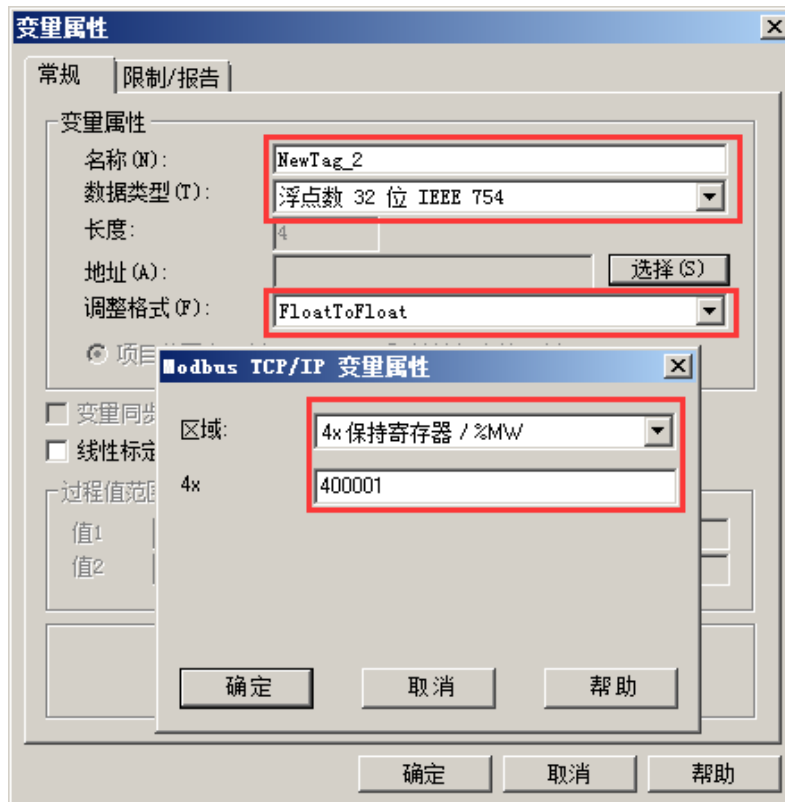 变量属性
常规 限制/报告
变量属性
名称(N): NewTag_2
数据类型(T): 浮点数 32 位 IEEE 754
长度: 4
地址(A): 选择(S)
调整格式(F): FloatToFloat
项目
Modbus TCP/IP 变量属性
变量同步
区域: 4x 保持寄存器 / %MW
线性标定
4x 400001
过程值范围
值1
值2
确定 取消 帮助
确定 取消 帮助